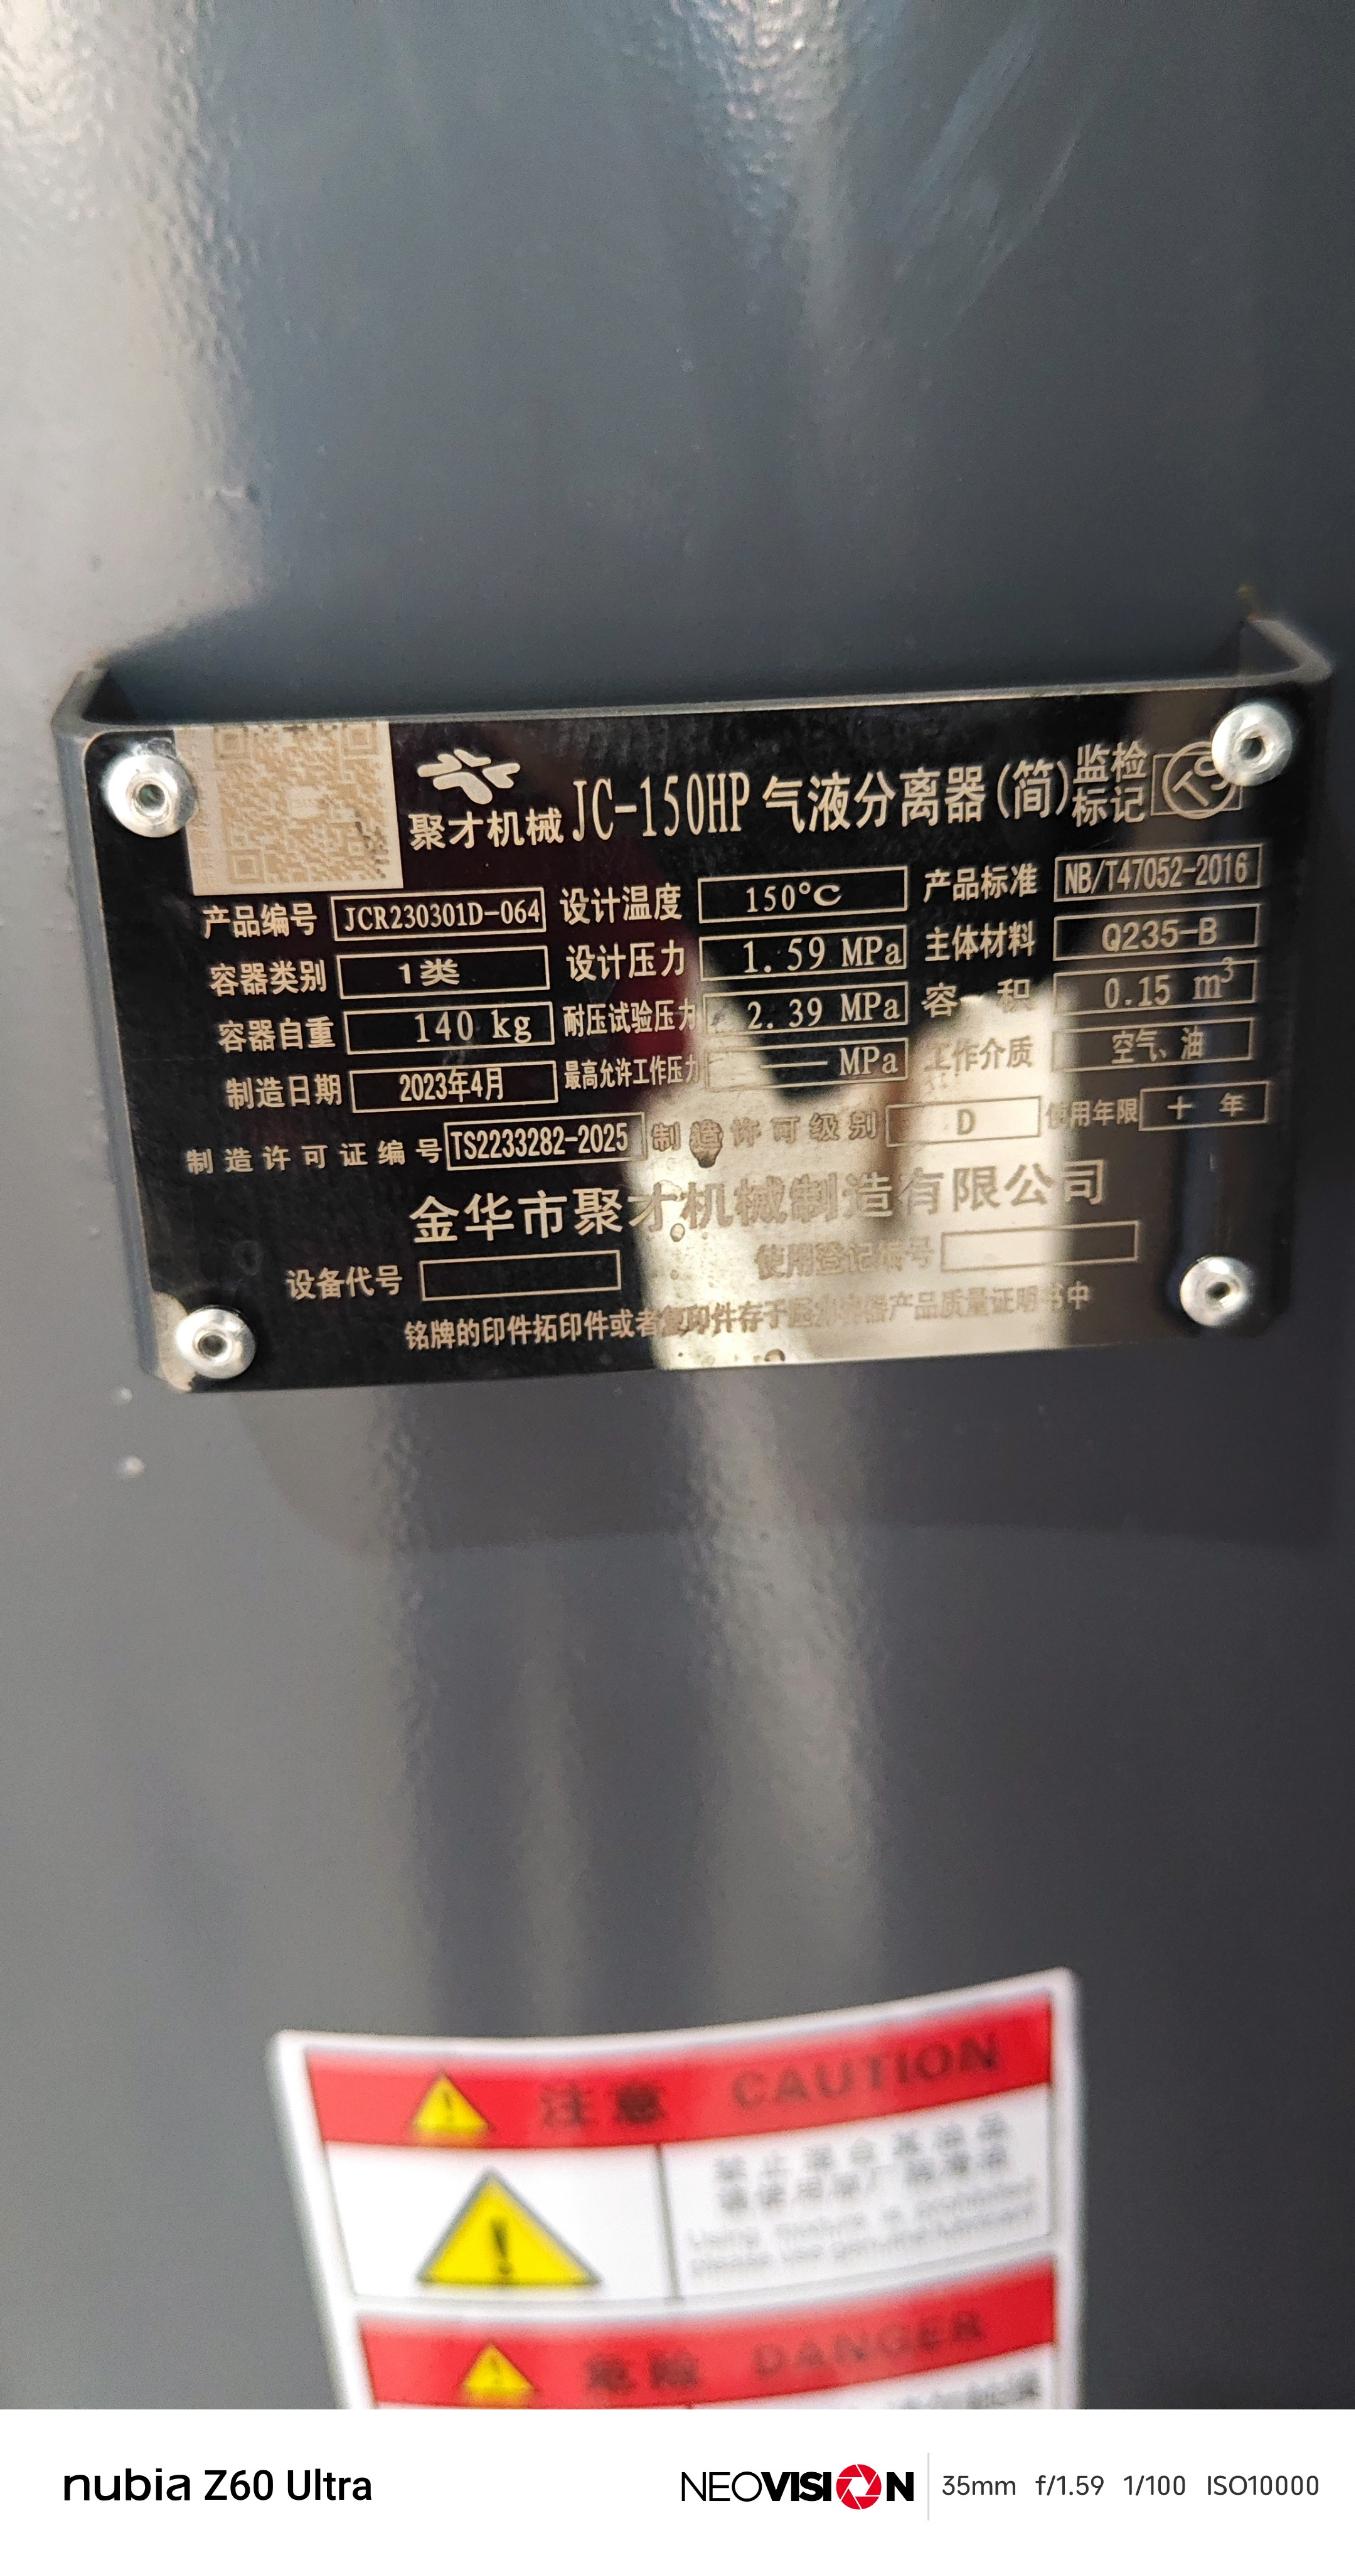 聚才机械 JC-150HP 气液分离器(简) 监检标记
产品编号 JCR230301D-064 设计温度 150℃ 产品标准 NB/T47052-2016
容器类别 1类 设计压力 1.59 MPa 主体材料 Q235-B
容器自重 140 kg 耐压试验压力 2.39 MPa 容 积 0.15 m³
制造日期 2023年4月 最高允许工作压力 — MPa 工作介质 空气、油
制造许可证编号 TS2233282-2025 制造许可级别 D 使用年限 十 年
金华市聚才机械制造有限公司
设备代号 使用登记编号
铭牌的印件拓印件或者复印件存于压力容器产品质量证明书中
注意 CAUTION
Using mixture is prohibited
Please use genuine lubricant
危险 DANGER
nubia Z60 Ultra NEOVISION 35mm f/1.59 1/100 ISO10000